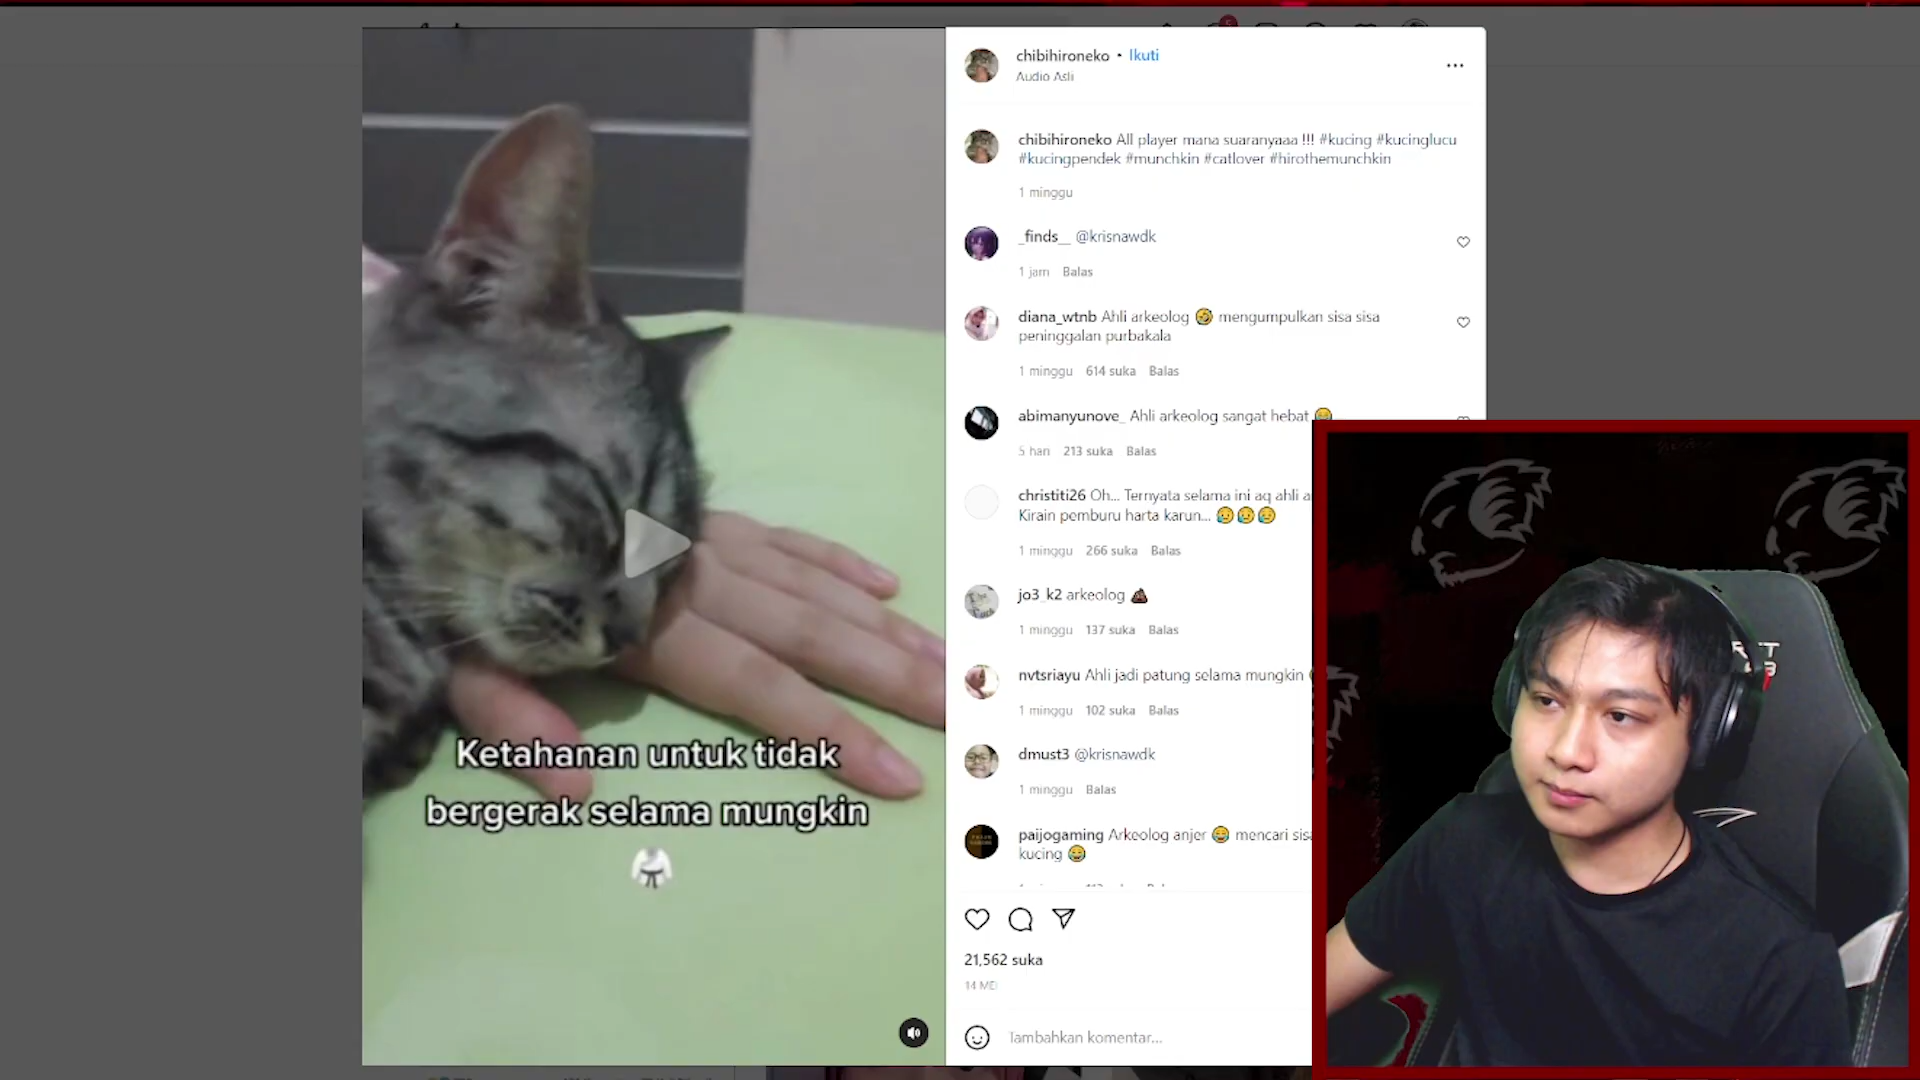 chibihironeko • Ikuti
Audio Asli
chibihironeko All player mana suaranyaaa !!! #kucing #kucinglucu
#kucingpendek #munchkin #catlover #hirothemunchkin
1 minggu
_finds__ @krisnawdk
1 jam Balas
diana_wtnb Ahli arkeolog 🤣 mengumpulkan sisa sisa
peninggalan purbakala
1 minggu 614 suka Balas
abimanyunove_ Ahli arkeolog sangat hebat 😂
5 hari 213 suka Balas
christiti26 Oh... Ternyata selama ini aq ahli
Kirain pemburu harta karun... 😥😥😥
1 minggu 266 suka Balas
jo3_k2 arkeolog 💩
1 minggu 137 suka Balas
nvtsriayu Ahli jadi patung selama mungkin
1 minggu 102 suka Balas
dmust3 @krisnawdk
1 minggu Balas
paijogaming Arkeolog anjer 😂 mencari
kucing 😂
21,562 suka
14 MEI
Tambahkan komentar...
Ketahanan untuk tidak
bergerak selama mungkin